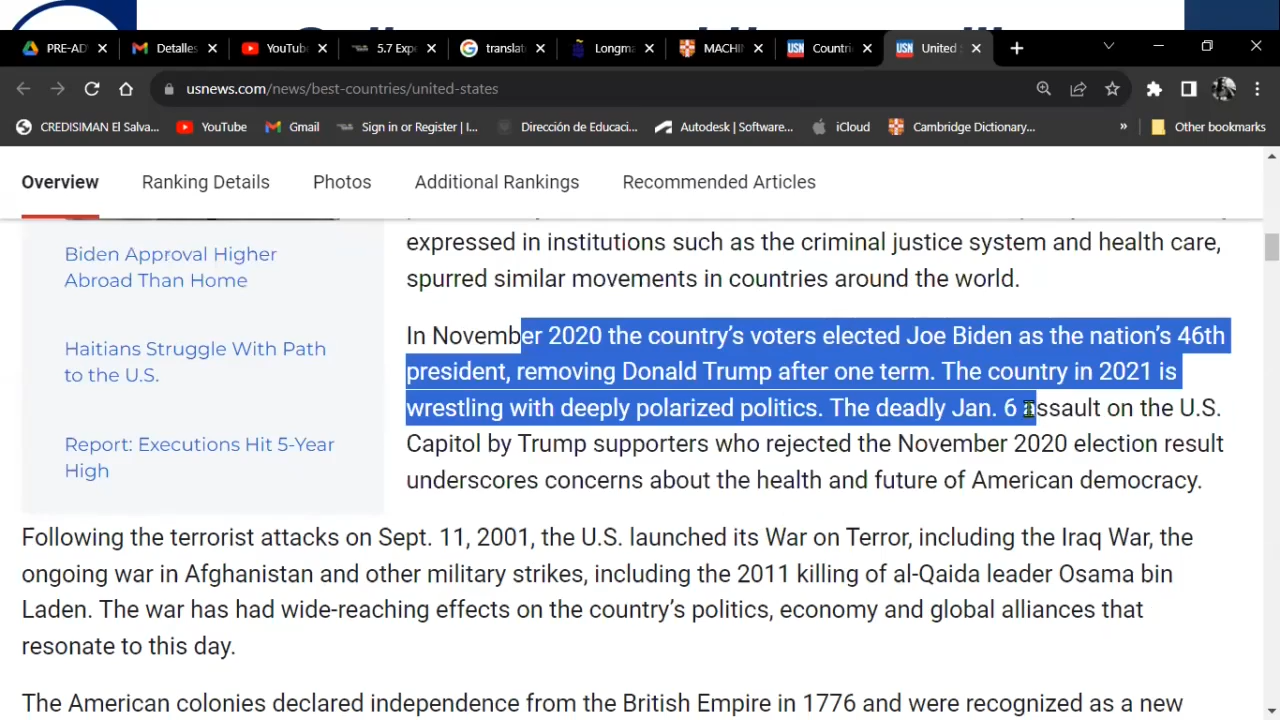 PRE-AD
Detalles
YouTub
5.7 Exp
translat
Longm
MACHI
Countri
United
usnews.com/news/best-countries/united-states
CREDISIMAN El Salva...
YouTube
Gmail
Sign in or Register | I...
Dirección de Educaci...
Autodesk | Software...
iCloud
Cambridge Dictionary...
»
Other bookmarks
Overview
Ranking Details
Photos
Additional Rankings
Recommended Articles
Biden Approval Higher
Abroad Than Home
Haitians Struggle With Path
to the U.S.
Report: Executions Hit 5-Year
High
expressed in institutions such as the criminal justice system and health care,
spurred similar movements in countries around the world.
In November 2020 the country’s voters elected Joe Biden as the nation’s 46th
president, removing Donald Trump after one term. The country in 2021 is
wrestling with deeply polarized politics. The deadly Jan. 6 assault on the U.S.
Capitol by Trump supporters who rejected the November 2020 election result
underscores concerns about the health and future of American democracy.
Following the terrorist attacks on Sept. 11, 2001, the U.S. launched its War on Terror, including the Iraq War, the
ongoing war in Afghanistan and other military strikes, including the 2011 killing of al-Qaida leader Osama bin
Laden. The war has had wide-reaching effects on the country’s politics, economy and global alliances that
resonate to this day.
The American colonies declared independence from the British Empire in 1776 and were recognized as a new